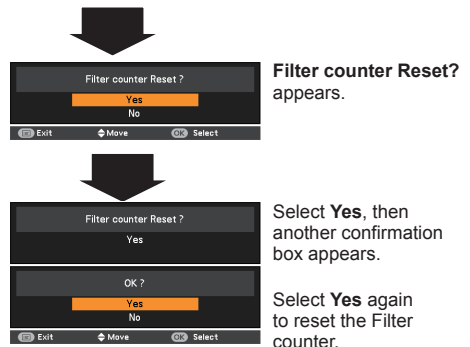 Filter counter Reset ?
Yes
No
Exit Move OK Select
Filter counter Reset?
appears.
Filter counter Reset ?
Yes
OK ?
Yes
No
Exit Move OK Select
Select Yes, then
another confirmation
box appears.
Select Yes again
to reset the Filter
counter.